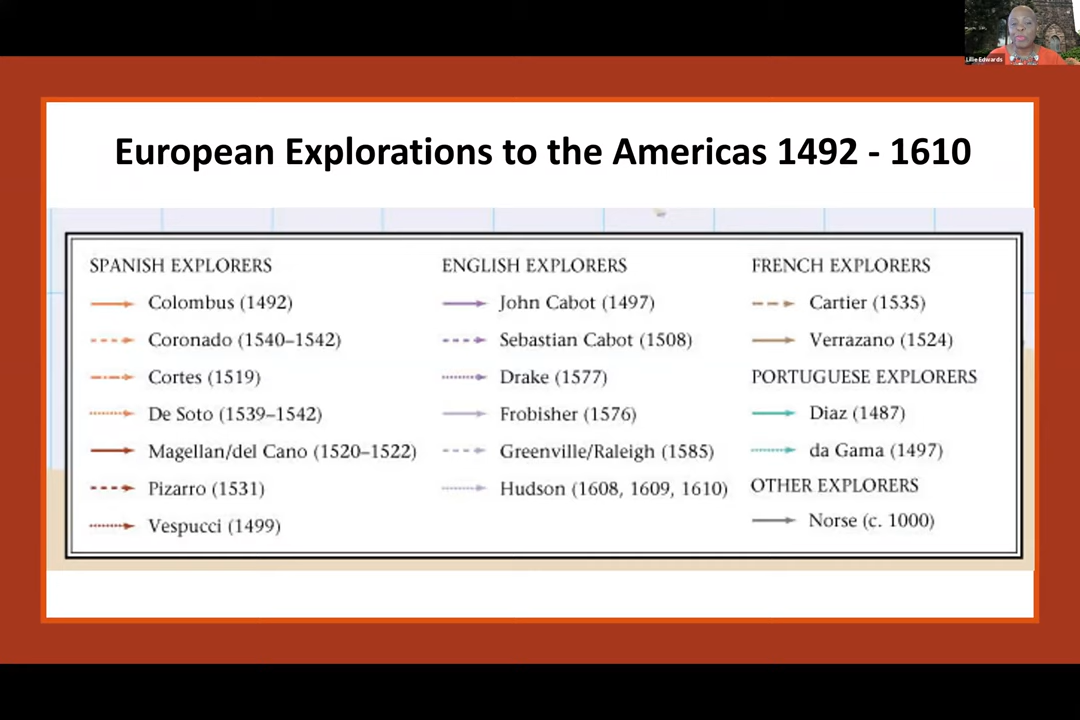 Lillie Edwards
European Explorations to the Americas 1492 - 1610
SPANISH EXPLORERS
Colombus (1492)
Coronado (1540–1542)
Cortes (1519)
De Soto (1539–1542)
Magellan/del Cano (1520–1522)
Pizarro (1531)
Vespucci (1499)
ENGLISH EXPLORERS
John Cabot (1497)
Sebastian Cabot (1508)
Drake (1577)
Frobisher (1576)
Greenville/Raleigh (1585)
Hudson (1608, 1609, 1610)
FRENCH EXPLORERS
Cartier (1535)
Verrazano (1524)
PORTUGUESE EXPLORERS
Diaz (1487)
da Gama (1497)
OTHER EXPLORERS
Norse (c. 1000)